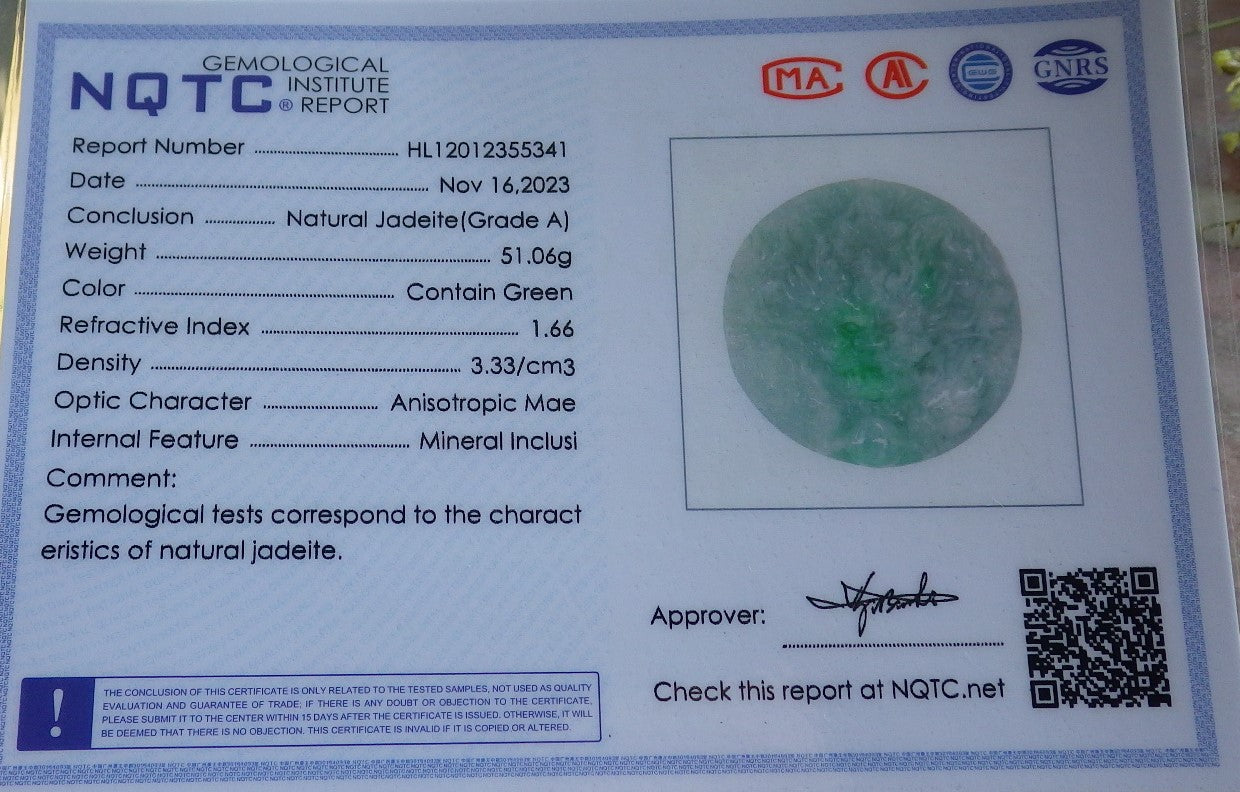 GEMOLOGICAL
NQTC® INSTITUTE
REPORT
MA
GNRS
Report Number HL12012355341
Date Nov 16,2023
Conclusion Natural Jadeite(Grade A)
Weight 51.06g
Color Contain Green
Refractive Index 1.66
Density 3.33/cm3
Optic Character Anisotropic Mae
Internal Feature Mineral Inclusi
Comment:
Gemological tests correspond to the charact
eristics of natural jadeite.
Approver:
Check this report at NQTC.net
! THE CONCLUSION OF THIS CERTIFICATE IS ONLY RELATED TO THE TESTED SAMPLES, NOT USED AS QUALITY
EVALUATION AND GUARANTEE OF TRADE; IF THERE IS ANY DOUBT OR OBJECTION TO THE CERTIFICATE,
PLEASE SUBMIT IT TO THE CENTER WITHIN 15 DAYS AFTER THE CERTIFICATE IS ISSUED. OTHERWISE, IT WILL
BE DEEMED THAT THERE IS NO OBJECTION. THIS CERTIFICATE IS INVALID IF IT IS COPIED OR ALTERED.